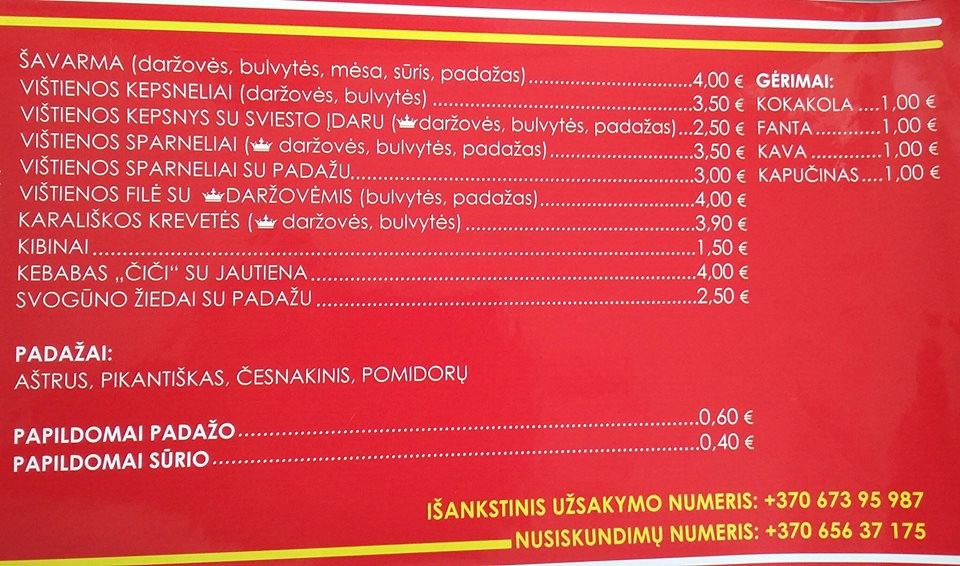 ŠAVARMA (daržovės, bulvytės, mėsa, sūris, padažas)....4,00 €
VIŠTIENOS KEPSNELIAI (daržovės, bulvytės)....3,50 €
VIŠTIENOS KEPSNYS SU SVIESTO ĮDARU (daržovės, bulvytės, padažas)...2,50 €
VIŠTIENOS SPARNELIAI ( daržovės, bulvytės, padažas)....3,50 €
VIŠTIENOS SPARNELIAI SU PADAŽU....3,00 €
VIŠTIENOS FILĖ SU DARŽOVĖMIS (bulvytės, padažas)....4,00 €
KARALIŠKOS KREVETĖS ( daržovės, bulvytės)....3,90 €
KIBINAI....1,50 €
KEBABAS „ČIČI“ SU JAUTIENA....4,00 €
SVOGŪNO ŽIEDAI SU PADAŽU....2,50 €
GĖRIMAI:
KOKAKOLA....1,00 €
FANTA....1,00 €
KAVA....1,00 €
KAPUČINAS....1,00 €
PADAŽAI:
AŠTRUS, PIKANTIŠKAS, ČESNAKINIS, POMIDORŲ
PAPILDOMAI PADAŽO....0,60 €
PAPILDOMAI SŪRIO....0,40 €
IŠANKSTINIS UŽSAKYMO NUMERIS: +370 673 95 987
NUSISKUNDIMŲ NUMERIS: +370 656 37 175